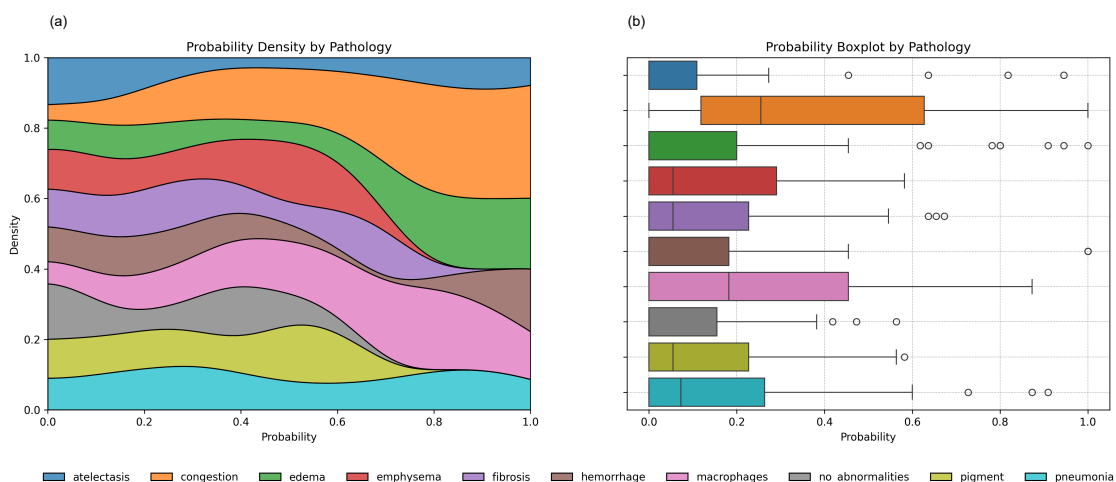 (a)
(b)
Probability Density by Pathology
Probability Boxplot by Pathology
1.0
0.8
0.6
0.4
0.2
0.0
Density
0.0 0.2 0.4 0.6 0.8 1.0
0.0 0.2 0.4 0.6 0.8 1.0
Probability
Probability
atelectasis congestion edema emphysema fibrosis hemorrhage macrophages no abnormalities pigment pneumonia